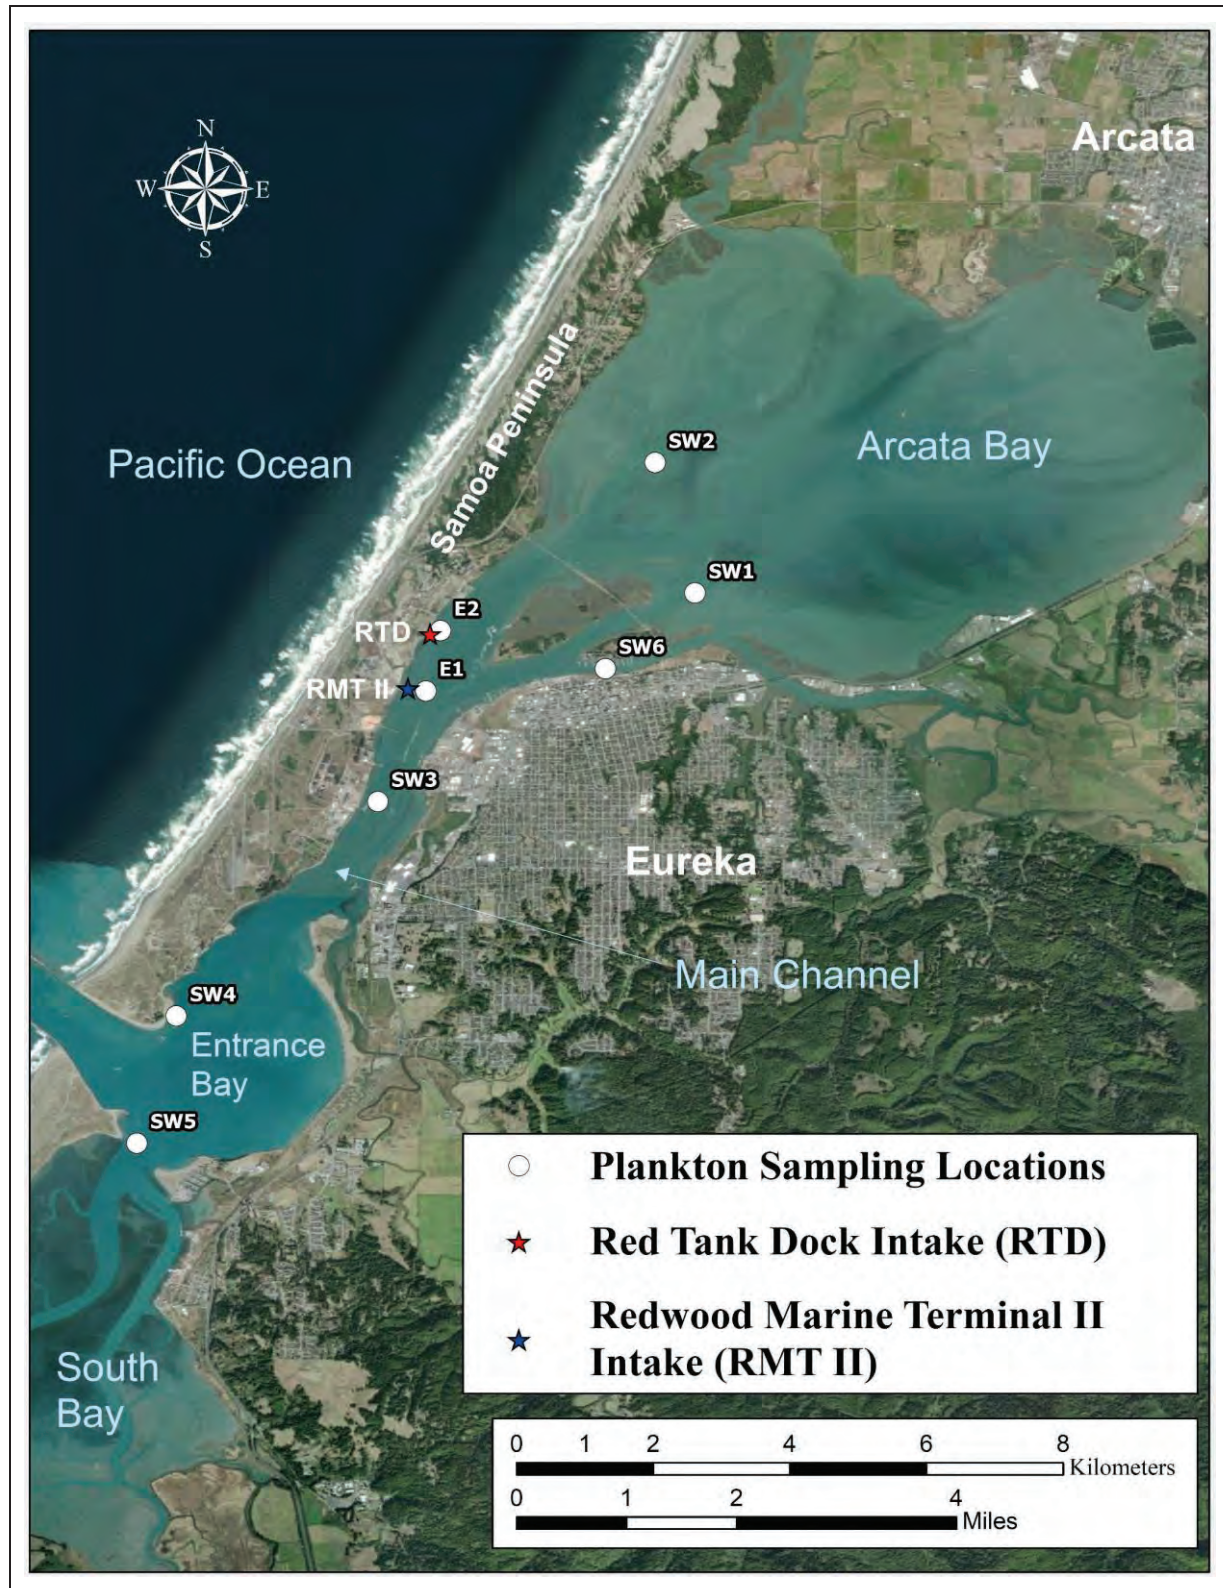 Arcata
N
W
E
S
Samoa Peninsula
Pacific Ocean
SW2
Arcata Bay
SW1
E2
RTD
SW6
E1
RMT II
SW3
Eureka
Main Channel
SW4
Entrance
Bay
SW5
Plankton Sampling Locations
Red Tank Dock Intake (RTD)
Redwood Marine Terminal II
Intake (RMT II)
South
Bay
0 1 2 4 6 8
Kilometers
0 1 2 4
Miles